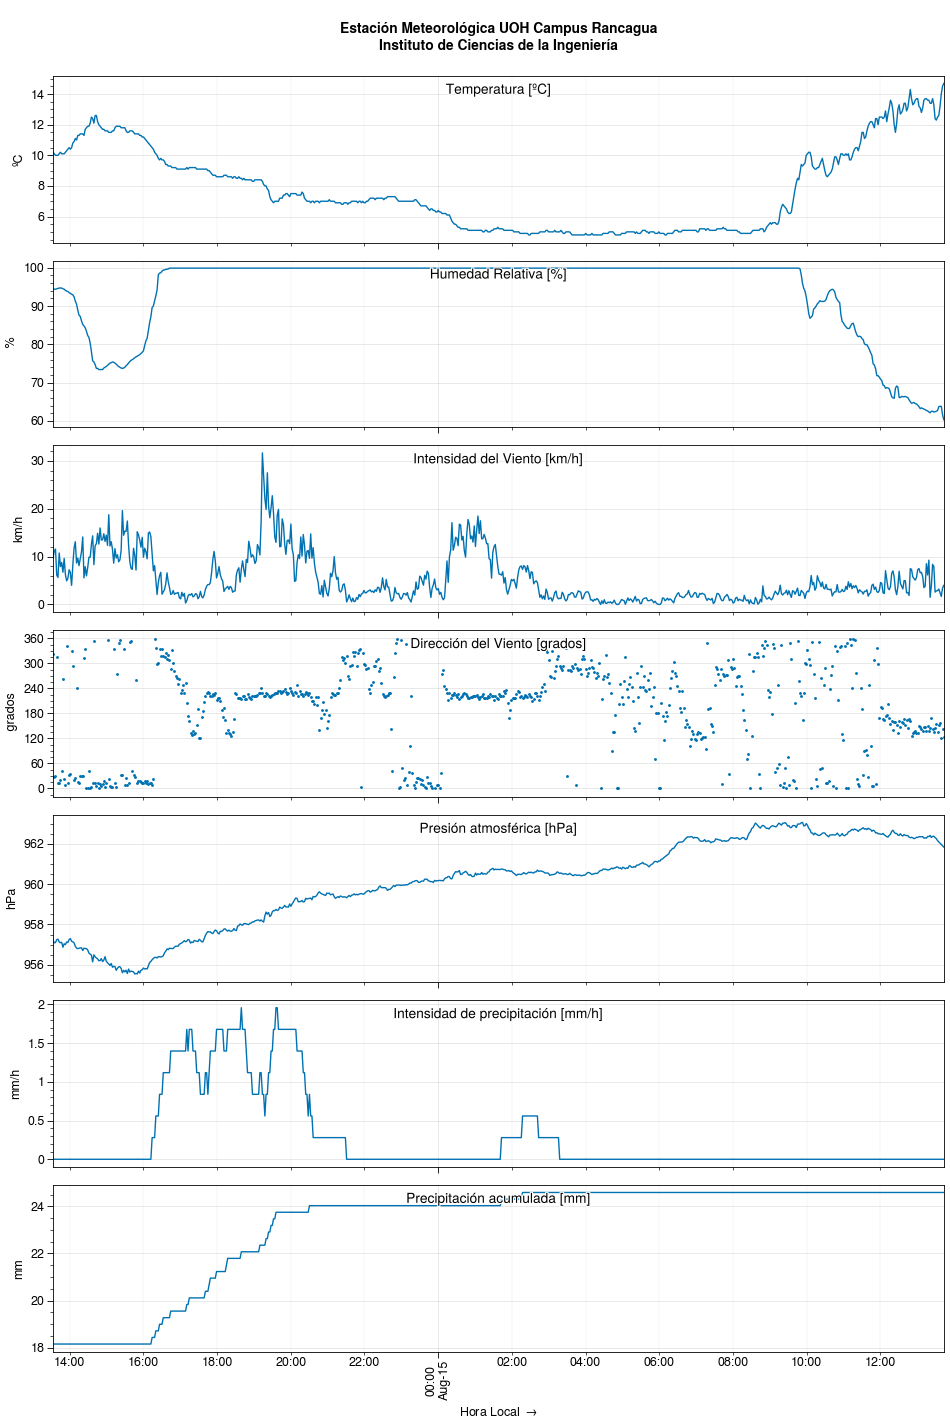 Estación Meteorológica UOH Campus Rancagua
Instituto de Ciencias de la Ingeniería
Temperatura [ºC]
14
12
10
8
6
ºC
Humedad Relativa [%]
100
90
80
70
60
%
Intensidad del Viento [km/h]
30
20
10
0
km/h
Dirección del Viento [grados]
360
300
240
180
120
60
0
grados
Presión atmosférica [hPa]
962
960
958
956
hPa
Intensidad de precipitación [mm/h]
2
1.5
1
0.5
0
mm/h
Precipitación acumulada [mm]
24
22
20
18
mm
14:00 16:00 18:00 20:00 22:00 00:00 02:00 04:00 06:00 08:00 10:00 12:00
Aug-15
Hora Local →